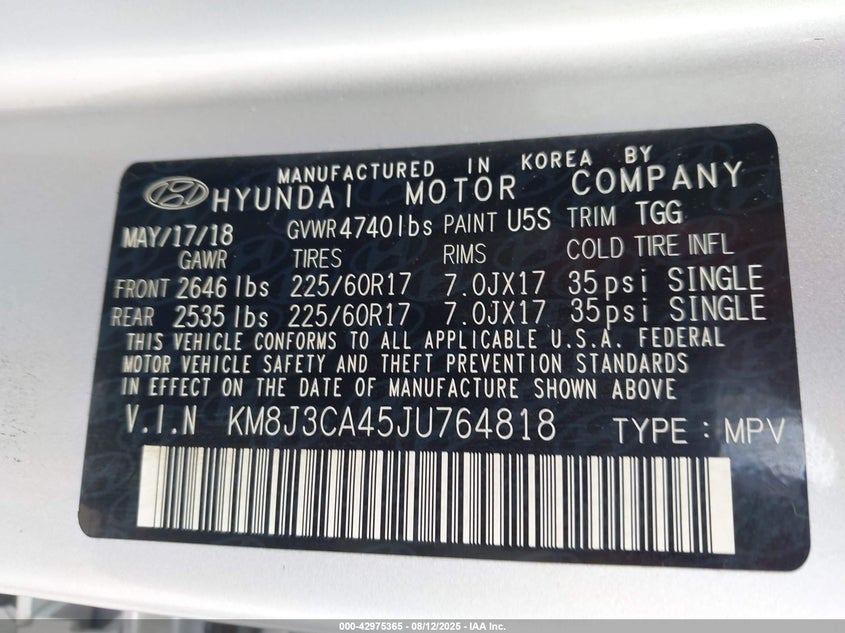 MANUFACTURED IN KOREA BY
HYUNDAI MOTOR COMPANY
MAY/17/18 GVWR 4740 lbs PAINT U5S TRIM TGG
GAWR TIRES RIMS COLD TIRE INFL
FRONT 2646 lbs 225/60R17 7.0JX17 35psi SINGLE
REAR 2535 lbs 225/60R17 7.0JX17 35psi SINGLE
THIS VEHICLE CONFORMS TO ALL APPLICABLE U.S.A. FEDERAL
MOTOR VEHICLE SAFETY AND THEFT PREVENTION STANDARDS
IN EFFECT ON THE DATE OF MANUFACTURE SHOWN ABOVE
V.I.N KM8J3CA45JU764818 TYPE : MPV
000-42975365 - 08/12/2025 - IAA Inc.